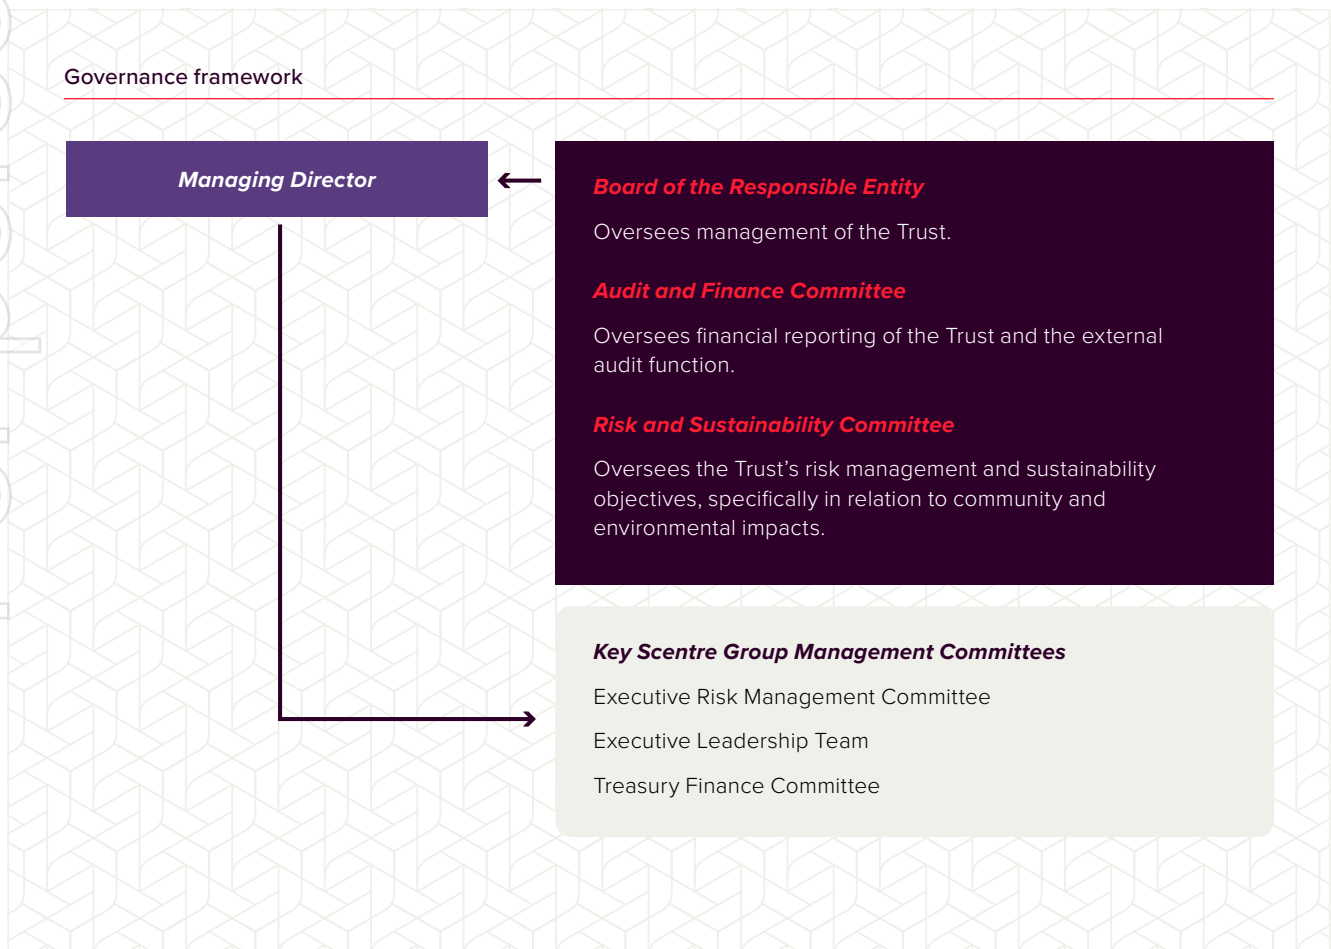 Governance framework
Managing Director
Board of the Responsible Entity
Oversees management of the Trust.
Audit and Finance Committee
Oversees financial reporting of the Trust and the external
audit function.
Risk and Sustainability Committee
Oversees the Trust’s risk management and sustainability
objectives, specifically in relation to community and
environmental impacts.
Key Scentre Group Management Committees
Executive Risk Management Committee
Executive Leadership Team
Treasury Finance Committee